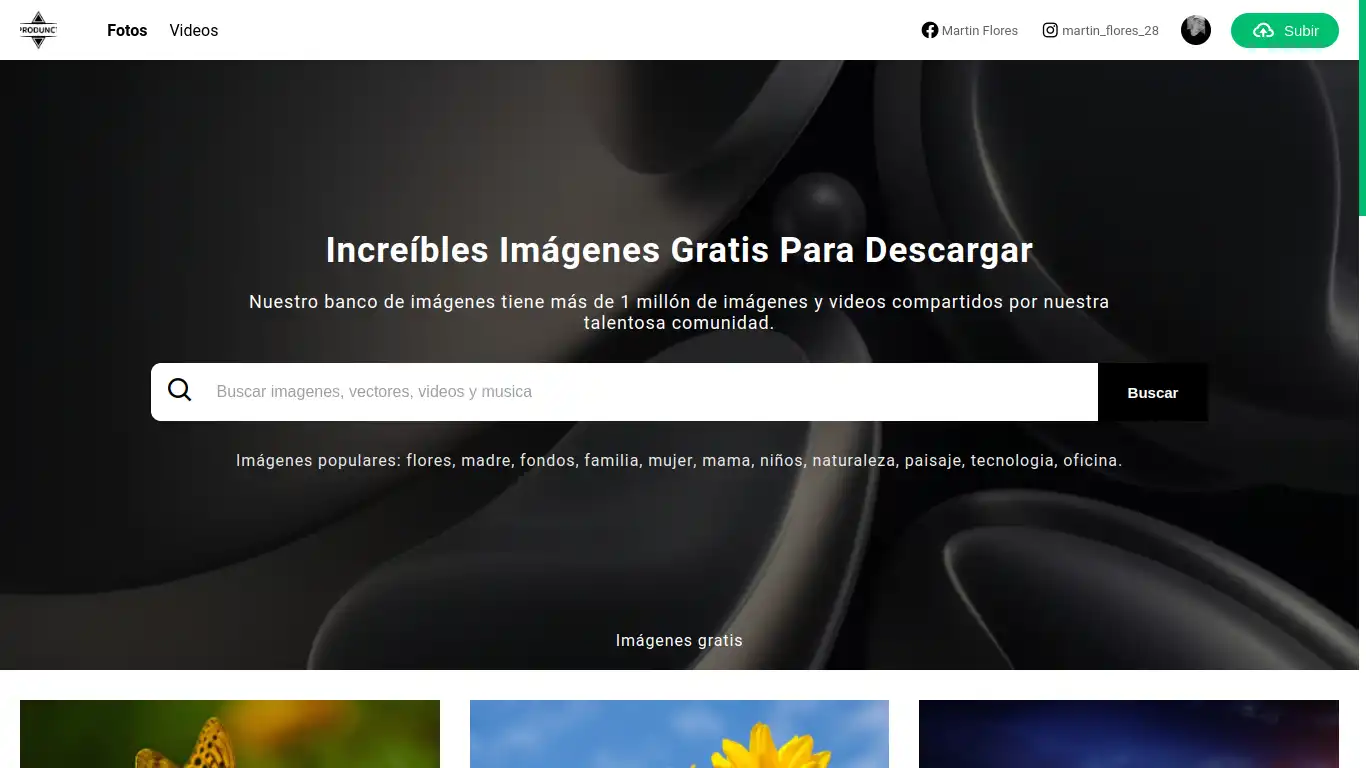 PRODUNCT
Fotos
Videos
Martin Flores
martin_flores_28
Subir
Increíbles Imágenes Gratis Para Descargar
Nuestro banco de imágenes tiene más de 1 millón de imágenes y videos compartidos por nuestra
talentosa comunidad.
Buscar imagenes, vectores, videos y musica
Buscar
Imágenes populares: flores, madre, fondos, familia, mujer, mama, niños, naturaleza, paisaje, tecnologia, oficina.
Imágenes gratis